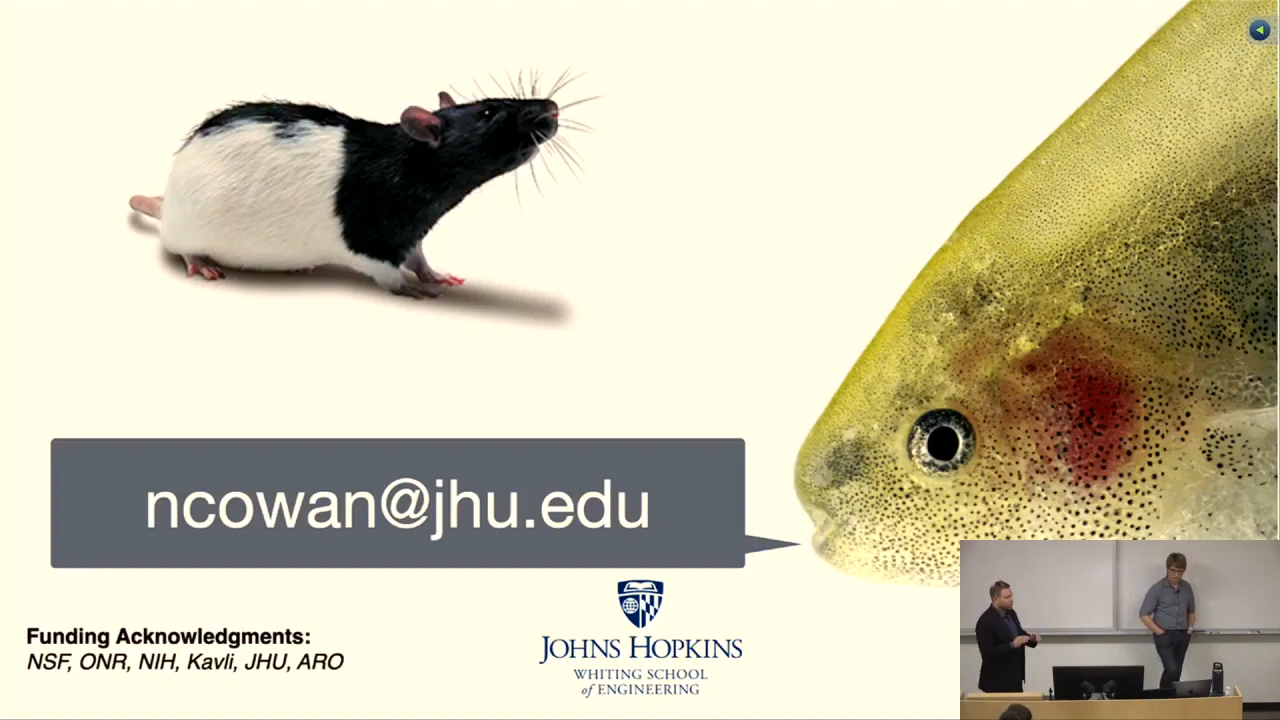 ncowan@jhu.edu
Funding Acknowledgments:
NSF, ONR, NIH, Kavli, JHU, ARO
JOHNS HOPKINS
WHITING SCHOOL
of ENGINEERING